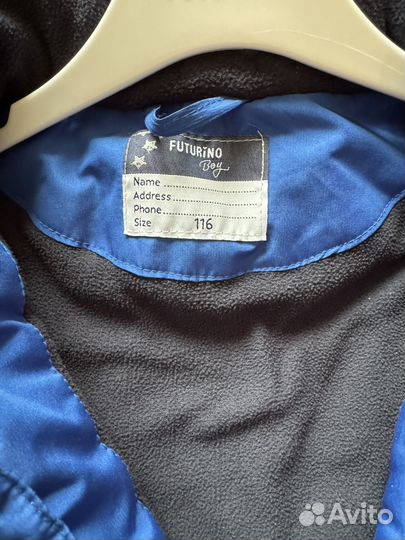 FUTURiNO
Boy
Name..................
Address..............
Phone.................
Size 116
Avito